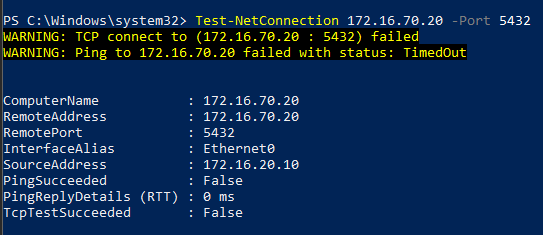 PS C:\Windows\system32> Test-NetConnection 172.16.70.20 -Port 5432
WARNING: TCP connect to (172.16.70.20 : 5432) failed
WARNING: Ping to 172.16.70.20 failed with status: TimedOut
ComputerName : 172.16.70.20
RemoteAddress : 172.16.70.20
RemotePort : 5432
InterfaceAlias : Ethernet0
SourceAddress : 172.16.20.10
PingSucceeded : False
PingReplyDetails (RTT) : 0 ms
TcpTestSucceeded : False